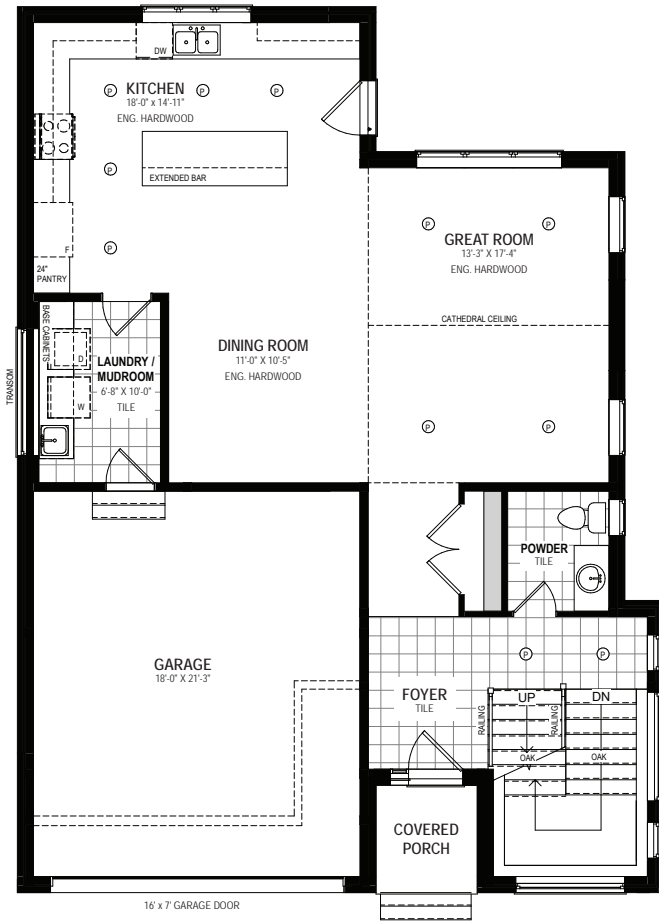 DW
KITCHEN
18'-0" x 14'-11"
ENG. HARDWOOD
P
P
P
P
P
EXTENDED BAR
F
24"
PANTRY
GREAT ROOM
13'-3" X 17'-4"
ENG. HARDWOOD
P
P
CATHEDRAL CEILING
P
P
DINING ROOM
11'-0" X 10'-5"
ENG. HARDWOOD
TRANSOM
BASE CABINETS
D
W
LAUNDRY /
MUDROOM
6'-8" X 10'-0"
TILE
POWDER
TILE
GARAGE
18'-0" X 21'-3"
FOYER
TILE
P
P
RAILING
UP
RAILING
DN
OAK
OAK
COVERED
PORCH
16' x 7' GARAGE DOOR